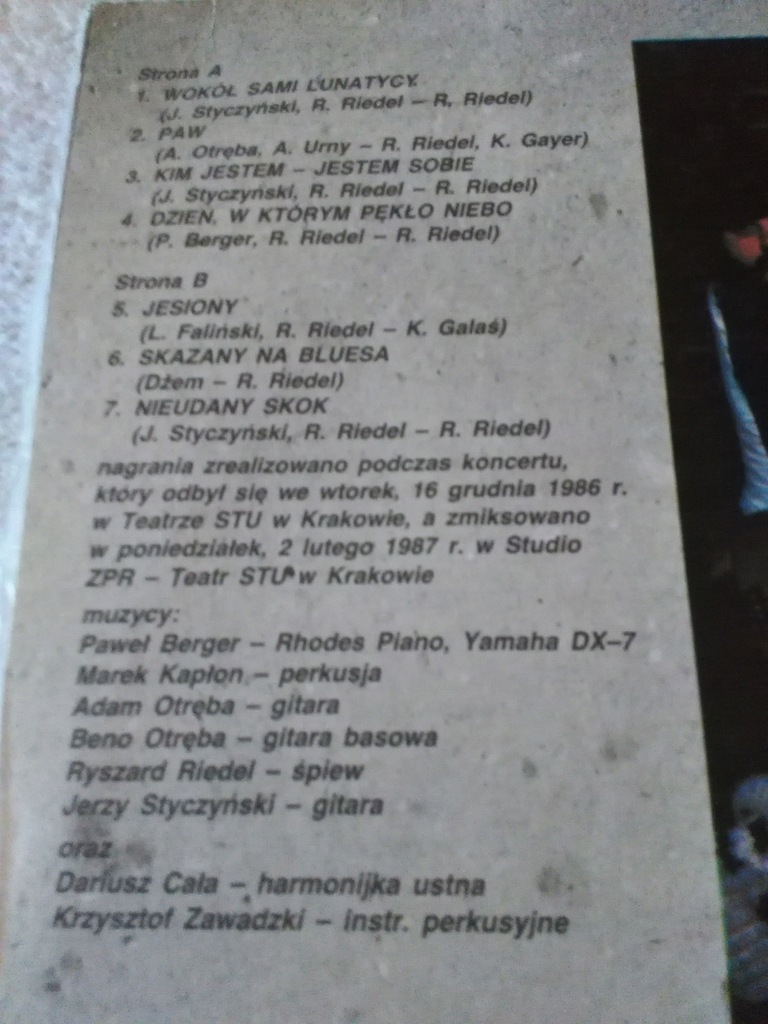 Strona A
1. WOKÓŁ SAMI LUNATYCY
(J. Styczyński, R. Riedel – R. Riedel)
2. PAW
(A. Otręba, A. Urny – R. Riedel, K. Gayer)
3. KIM JESTEM – JESTEM SOBIE
(J. Styczyński, R. Riedel – R. Riedel)
4. DZIEŃ, W KTÓRYM PĘKŁO NIEBO
(P. Berger, R. Riedel – R. Riedel)
Strona B
5. JESIONY
(L. Faliński, R. Riedel – K. Galaś)
6. SKAZANY NA BLUESA
(Dżem – R. Riedel)
7. NIEUDANY SKOK
(J. Styczyński, R. Riedel – R. Riedel)
nagrania zrealizowano podczas koncertu,
który odbył się we wtorek, 16 grudnia 1986 r.
w Teatrze STU w Krakowie, a zmiksowano
w poniedziałek, 2 lutego 1987 r. w Studio
ZPR – Teatr STU w Krakowie
muzycy:
Paweł Berger – Rhodes Piano, Yamaha DX–7
Marek Kapłon – perkusja
Adam Otręba – gitara
Beno Otręba – gitara basowa
Ryszard Riedel – śpiew
Jerzy Styczyński – gitara
oraz
Dariusz Cała – harmonijka ustna
Krzysztof Zawadzki – instr. perkusyjne